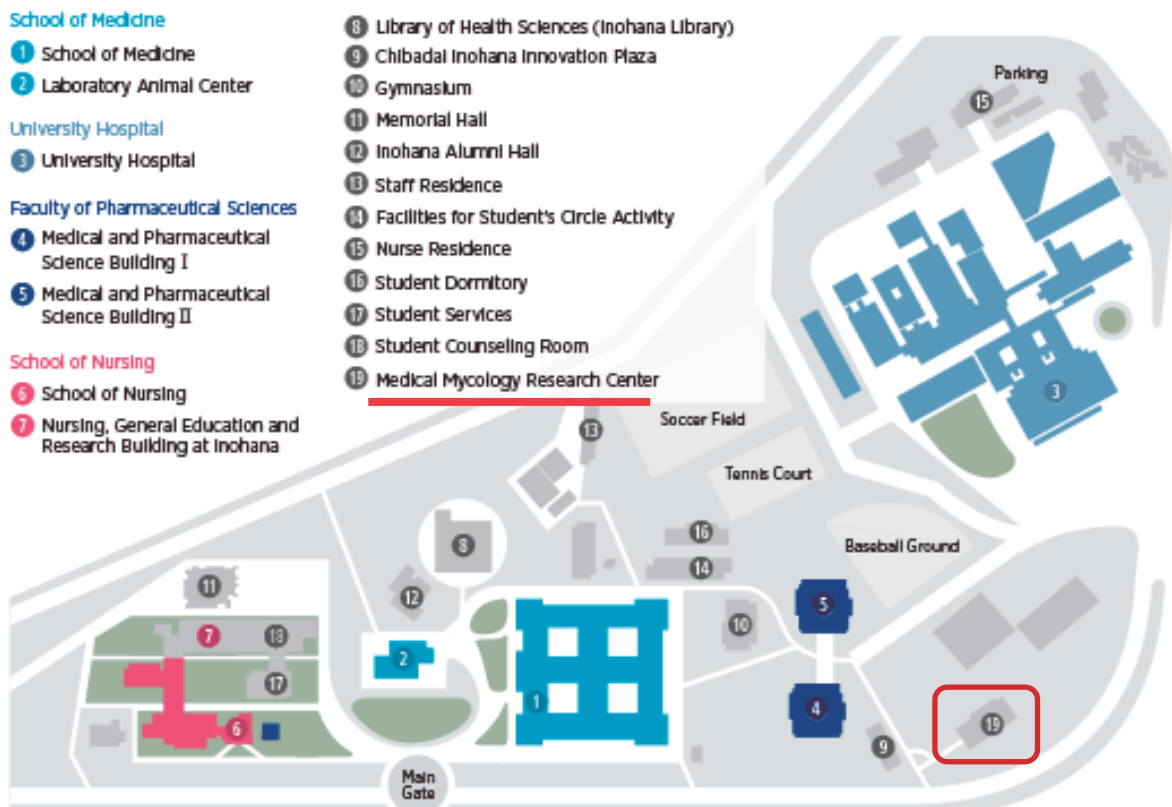 School of Medicine
1 School of Medicine
2 Laboratory Animal Center
University Hospital
3 University Hospital
Faculty of Pharmaceutical Sciences
4 Medical and Pharmaceutical
Science Building I
5 Medical and Pharmaceutical
Science Building II
School of Nursing
6 School of Nursing
7 Nursing, General Education and
Research Building at Inohana
8 Library of Health Sciences (Inohana Library)
9 Chibadai Inohana Innovation Plaza
10 Gymnasium
11 Memorial Hall
12 Inohana Alumni Hall
13 Staff Residence
14 Facilities for Student's Circle Activity
15 Nurse Residence
16 Student Dormitory
17 Student Services
18 Student Counseling Room
19 Medical Mycology Research Center
Parking
15
3
13
Soccer Field
Tennis Court
16
8
Baseball Ground
14
11
12
5
10
7
18
2
17
1
4
6
19
9
Main
Gate